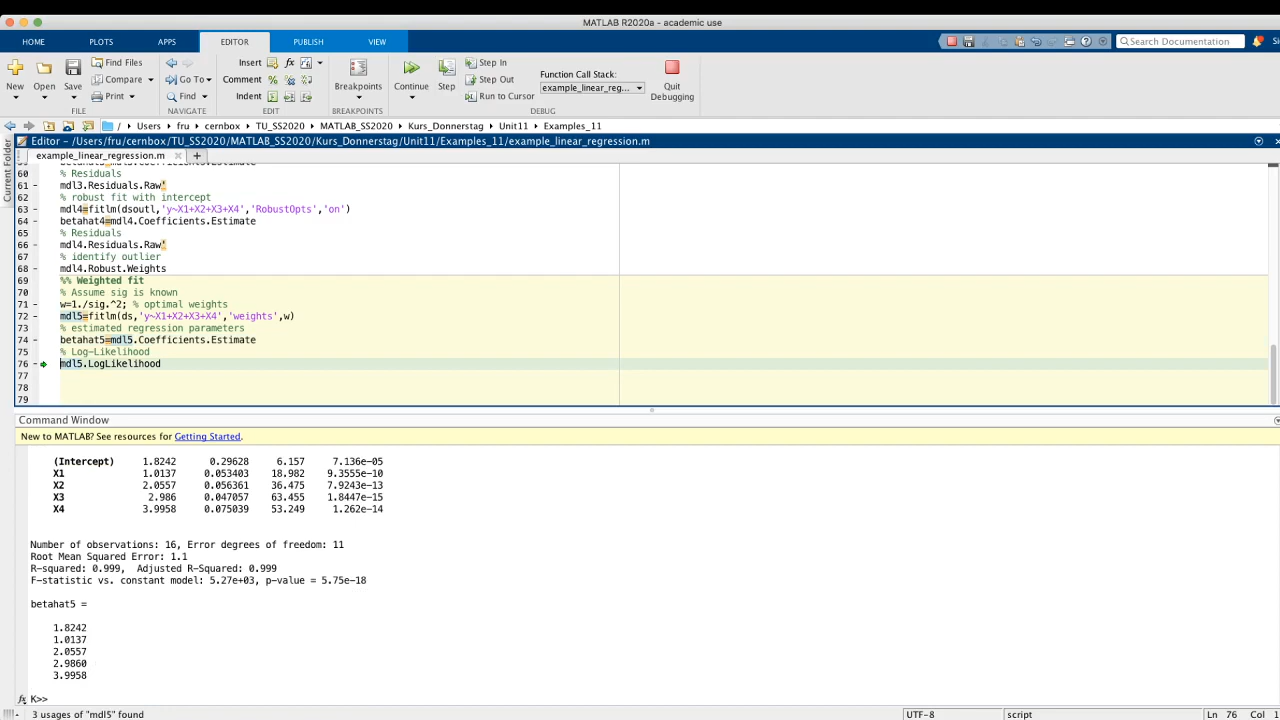 MATLAB R2020a - academic use
HOME PLOTS APPS EDITOR PUBLISH VIEW Search Documentation Si
New Open Save Find Files Compare Print FILE
Go To Find NAVIGATE
Insert fx Comment % Indent EDIT
Breakpoints BREAKPOINTS
Continue Step Step In Step Out Run to Cursor Function Call Stack: example_linear_reg... Quit Debugging DEBUG
/ Users fru cernbox TU_SS2020 MATLAB_SS2020 Kurs_Donnerstag Unit11 Examples_11
Current Folder
Editor - /Users/fru/cernbox/TU_SS2020/MATLAB_SS2020/Kurs_Donnerstag/Unit11/Examples_11/example_linear_regression.m
example_linear_regression.m × +
60 % Residuals
61 - mdl3.Residuals.Raw'
62 % robust fit with intercept
63 - mdl4=fitlm(dsoutl,'y~X1+X2+X3+X4','RobustOpts','on')
64 - betahat4=mdl4.Coefficients.Estimate
65 % Residuals
66 - mdl4.Residuals.Raw'
67 % identify outlier
68 - mdl4.Robust.Weights
69 %% Weighted fit
70 % Assume sig is known
71 - w=1./sig.^2; % optimal weights
72 - mdl5=fitlm(ds,'y~X1+X2+X3+X4','weights',w)
73 % estimated regression parameters
74 - betahat5=mdl5.Coefficients.Estimate
75 % Log-Likelihood
76 - mdl5.LogLikelihood
77
78
79
Command Window
New to MATLAB? See resources for Getting Started.
(Intercept) 1.8242 0.29628 6.157 7.136e-05
X1 1.0137 0.053403 18.982 9.3555e-10
X2 2.0557 0.056361 36.475 7.9243e-13
X3 2.986 0.047057 63.455 1.8447e-15
X4 3.9958 0.075039 53.249 1.262e-14
Number of observations: 16, Error degrees of freedom: 11
Root Mean Squared Error: 1.1
R-squared: 0.999, Adjusted R-Squared: 0.999
F-statistic vs. constant model: 5.27e+03, p-value = 5.75e-18
betahat5 =
1.8242
1.0137
2.0557
2.9860
3.9958
fx K>>
3 usages of "mdl5" found UTF-8 script Ln 76 Col 1